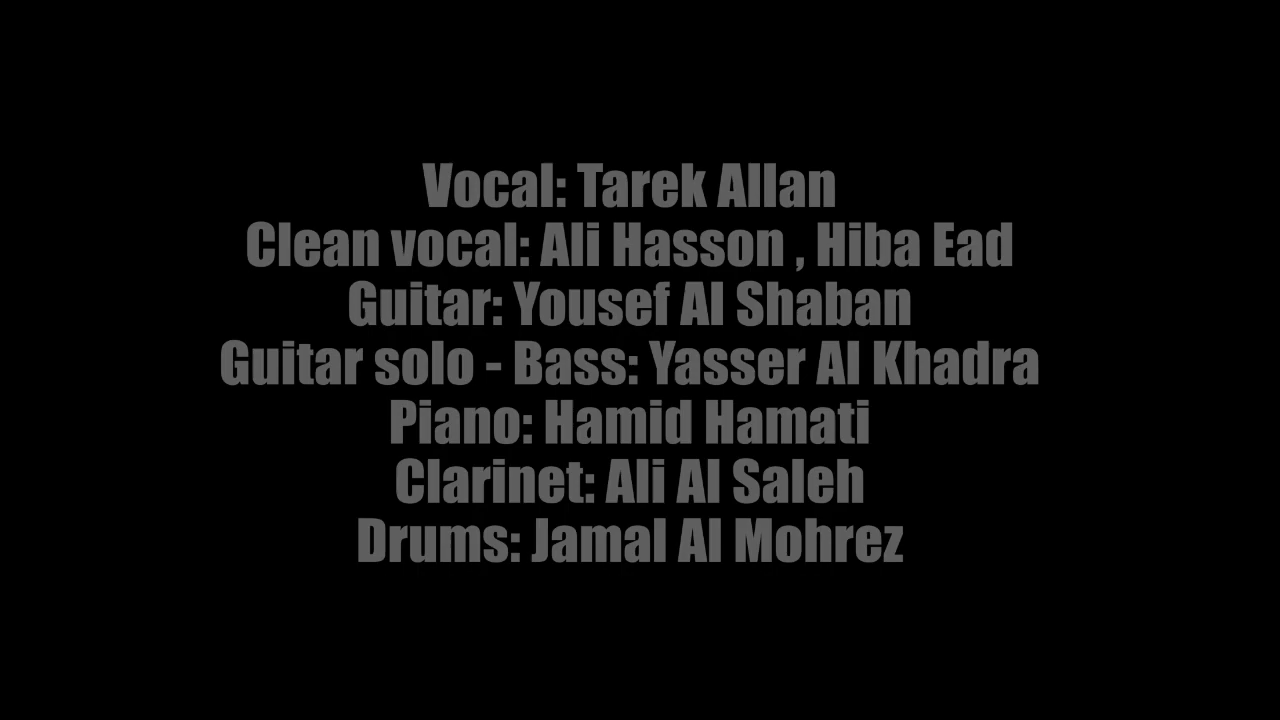 Vocal: Tarek Allan
Clean vocal: Ali Hasson , Hiba Ead
Guitar: Yousef Al Shaban
Guitar solo - Bass: Yasser Al Khadra
Piano: Hamid Hamati
Clarinet: Ali Al Saleh
Drums: Jamal Al Mohrez